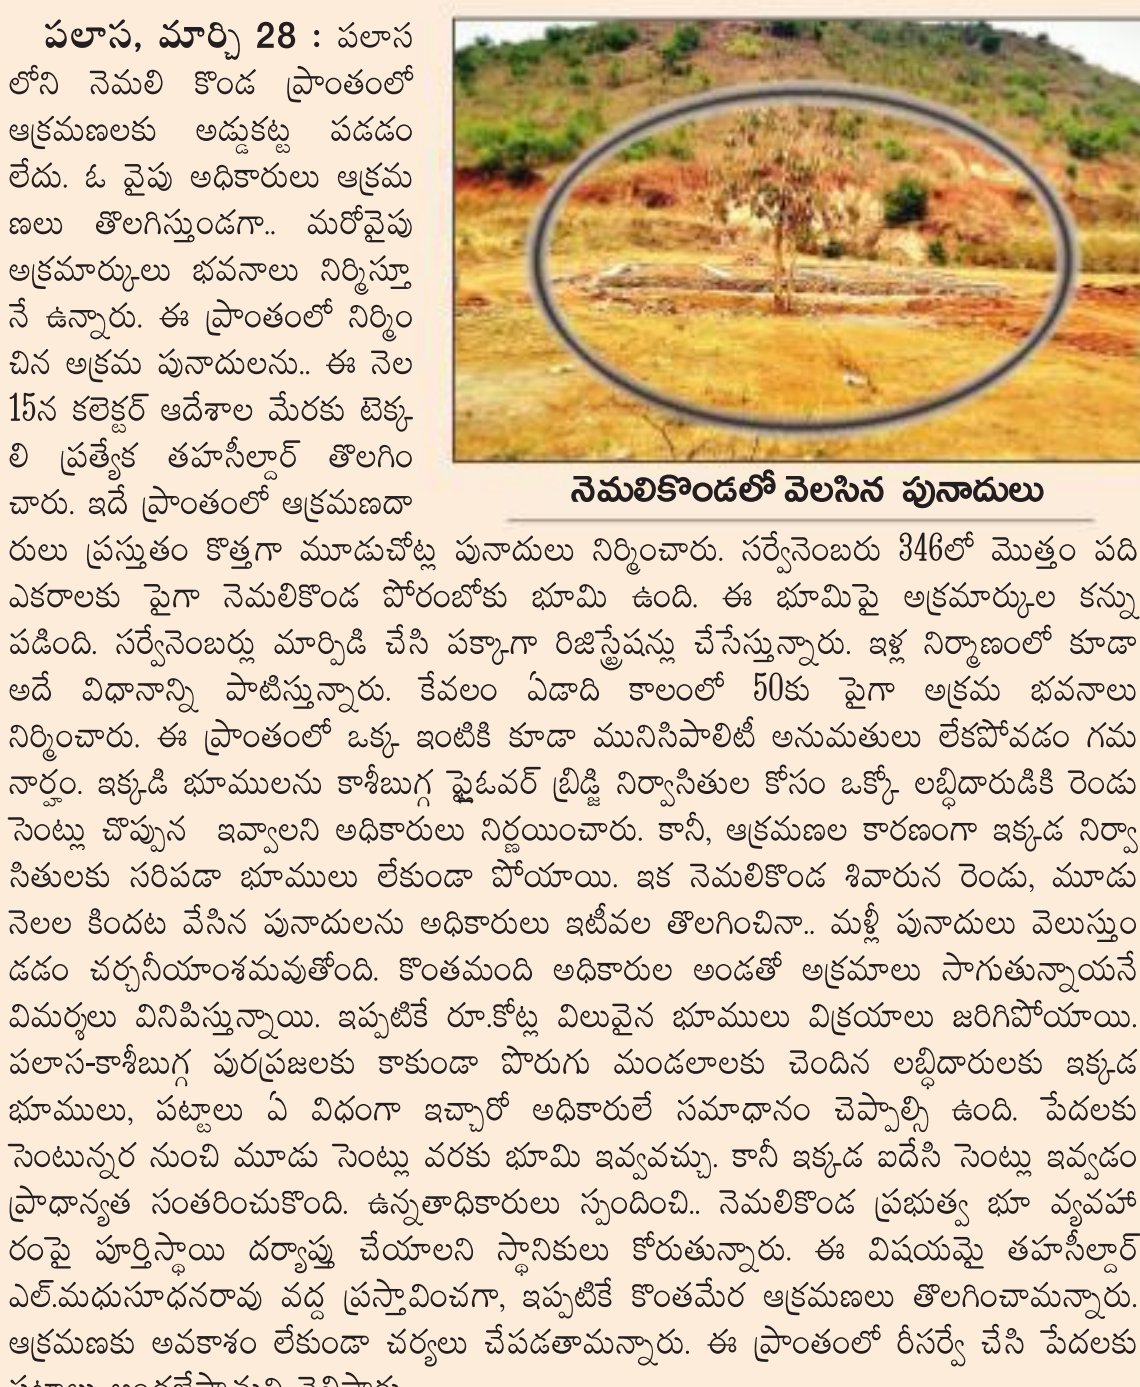 పలాస, మార్చి 28 : పలాస
లోని నెమలి కొండ ప్రాంతంలో
ఆక్రమణలకు అడ్డుకట్ట పడడం
లేదు. ఓ వైపు అధికారులు ఆక్రమ
ణలు తొలగిస్తుండగా.. మరోవైపు
అక్రమార్కులు భవనాలు నిర్మిస్తూ
నే ఉన్నారు. ఈ ప్రాంతంలో నిర్మిం
చిన అక్రమ పునాదులను.. ఈ నెల
15న కలెక్టర్ ఆదేశాల మేరకు టెక్క
లి ప్రత్యేక తహసీల్దార్ తొలగిం
చారు. ఇదే ప్రాంతంలో ఆక్రమణదా
నెమలికొండలో వెలసిన పునాదులు
రులు ప్రస్తుతం కొత్తగా మూడుచోట్ల పునాదులు నిర్మించారు. సర్వేనెంబరు 346లో మొత్తం పది
ఎకరాలకు పైగా నెమలికొండ పోరంబోకు భూమి ఉంది. ఈ భూమిపై అక్రమార్కుల కన్ను
పడింది. సర్వేనెంబర్లు మార్పిడి చేసి పక్కాగా రిజిస్ట్రేషన్లు చేసేస్తున్నారు. ఇళ్ల నిర్మాణంలో కూడా
అదే విధానాన్ని పాటిస్తున్నారు. కేవలం ఏడాది కాలంలో 50కు పైగా అక్రమ భవనాలు
నిర్మించారు. ఈ ప్రాంతంలో ఒక్క ఇంటికి కూడా మునిసిపాలిటీ అనుమతులు లేకపోవడం గమ
నార్హం. ఇక్కడి భూములను కాశీబుగ్గ ఫ్లైఓవర్ బ్రిడ్జి నిర్వాసితుల కోసం ఒక్కో లబ్ధిదారుడికి రెండు
సెంట్లు చొప్పున ఇవ్వాలని అధికారులు నిర్ణయించారు. కానీ, ఆక్రమణల కారణంగా ఇక్కడ నిర్వా
సితులకు సరిపడా భూములు లేకుండా పోయాయి. ఇక నెమలికొండ శివారున రెండు, మూడు
నెలల కిందట వేసిన పునాదులను అధికారులు ఇటీవల తొలగించినా.. మళ్లీ పునాదులు వెలుస్తుం
డడం చర్చనీయాంశమవుతోంది. కొంతమంది అధికారుల అండతో అక్రమాలు సాగుతున్నాయనే
విమర్శలు వినిపిస్తున్నాయి. ఇప్పటికే రూ.కోట్ల విలువైన భూములు విక్రయాలు జరిగిపోయాయి.
పలాస-కాశీబుగ్గ పురప్రజలకు కాకుండా పొరుగు మండలాలకు చెందిన లబ్ధిదారులకు ఇక్కడ
భూములు, పట్టాలు ఏ విధంగా ఇచ్చారో అధికారులే సమాధానం చెప్పాల్సి ఉంది. పేదలకు
సెంటున్నర నుంచి మూడు సెంట్లు వరకు భూమి ఇవ్వవచ్చు. కానీ ఇక్కడ ఐదేసి సెంట్లు ఇవ్వడం
ప్రాధాన్యత సంతరించుకొంది. ఉన్నతాధికారులు స్పందించి.. నెమలికొండ ప్రభుత్వ భూ వ్యవహా
రంపై పూర్తిస్థాయి దర్యాప్తు చేయాలని స్థానికులు కోరుతున్నారు. ఈ విషయమై తహసీల్దార్
ఎల్.మధుసూధనరావు వద్ద ప్రస్తావించగా, ఇప్పటికే కొంతమేర ఆక్రమణలు తొలగించామన్నారు.
ఆక్రమణకు అవకాశం లేకుండా చర్యలు చేపడతామన్నారు. ఈ ప్రాంతంలో రీసర్వే చేసి పేదలకు